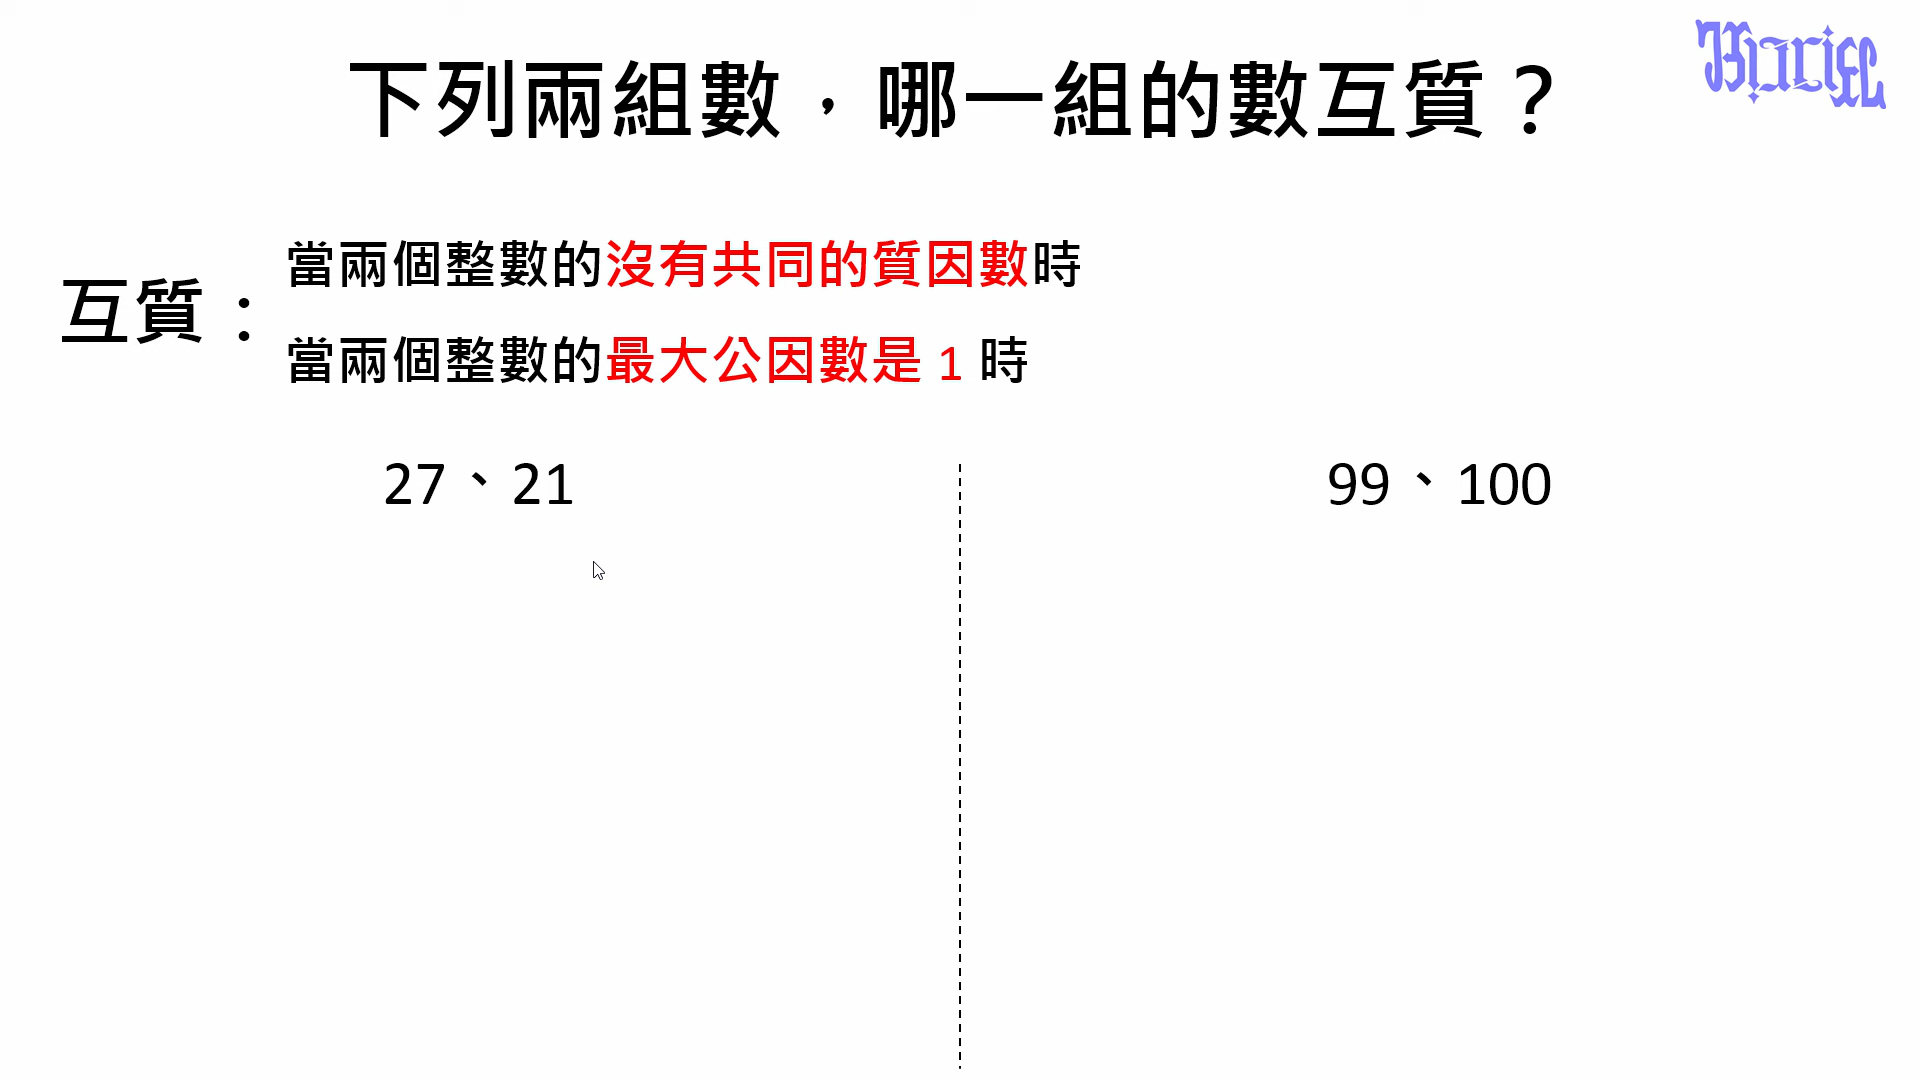 下列兩組數，哪一組的數互質？
互質：
當兩個整數的沒有共同的質因數時
當兩個整數的最大公因數是 1 時
27、21
99、100